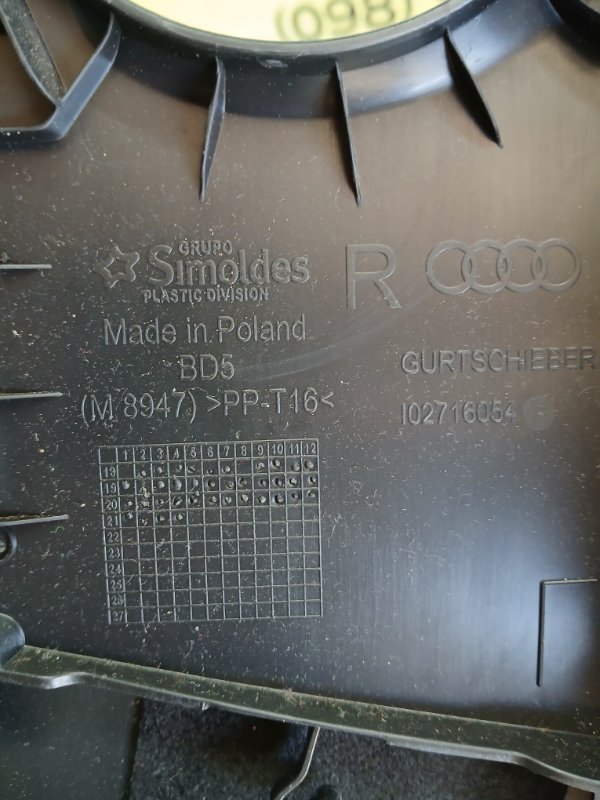 (098)
GRUPO
Simoldes
PLASTIC DIVISION
R
Made in Poland
BD5
GURTSCHIEBER
(M 8947) >PP-T16<
I02716054
1 2 3 4 5 6 7 8 9 10 11 12
18
19
20
21
22
23
24
25
26
27